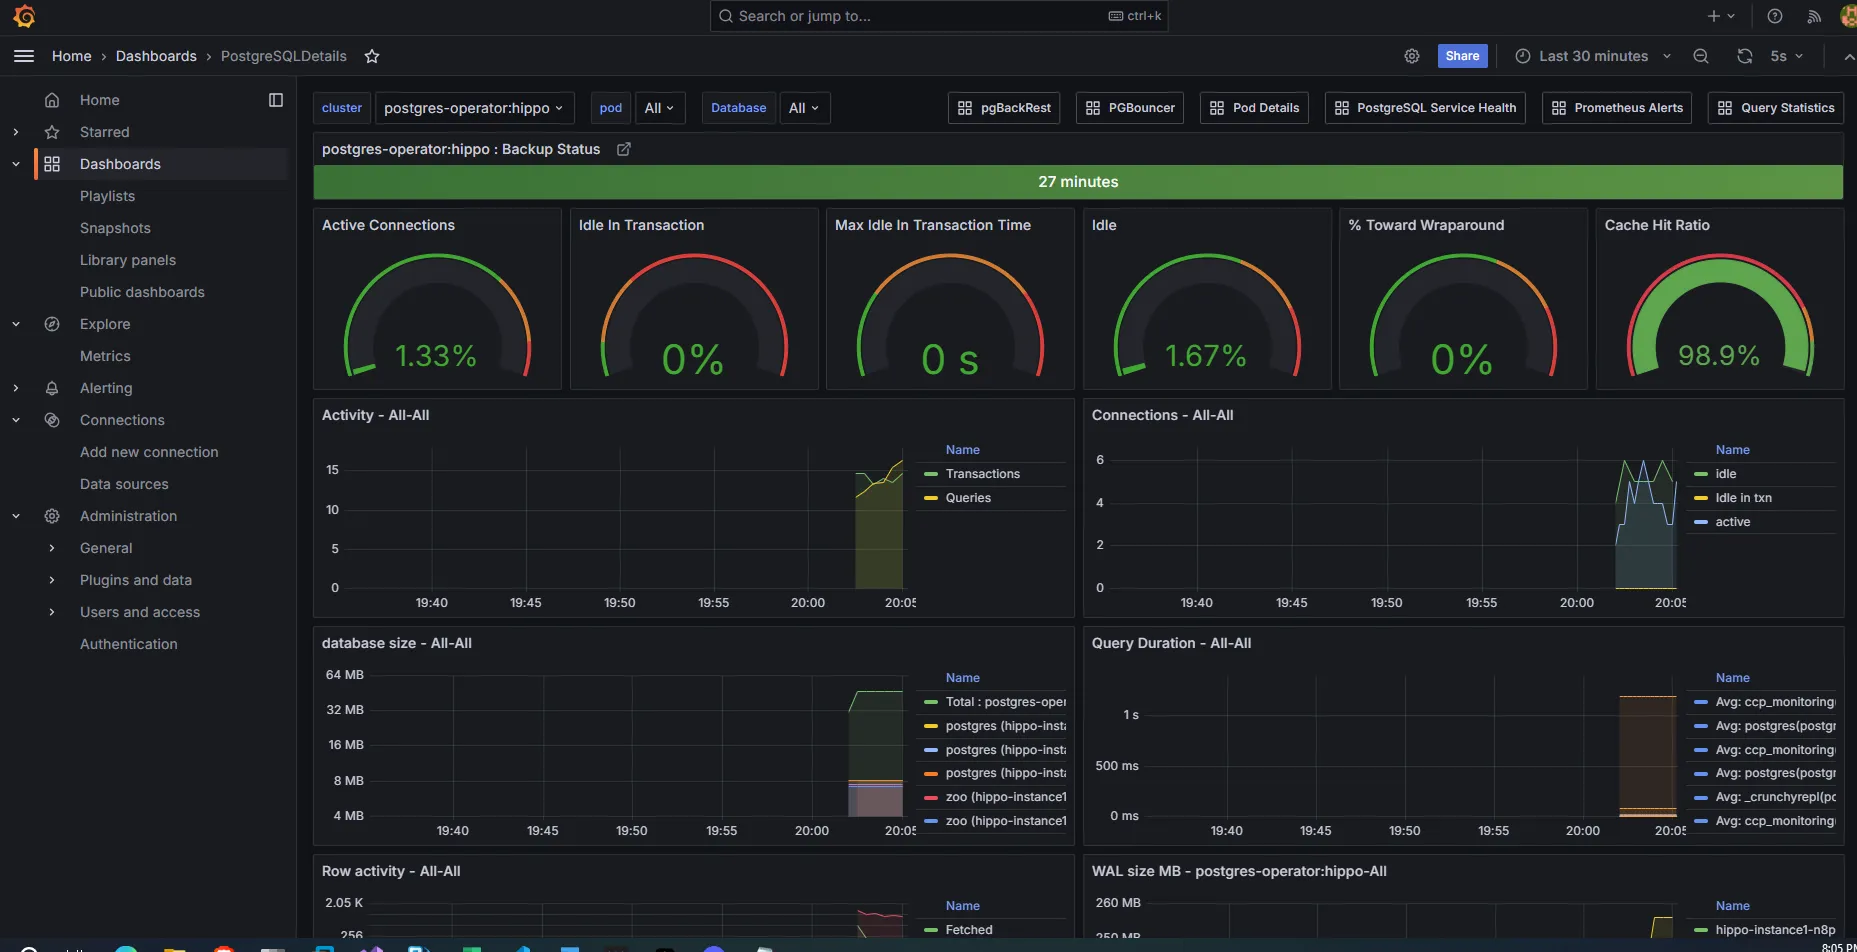 Search or jump to...
ctrl+k
Home › Dashboards › PostgreSQLDetails
Share
Last 30 minutes
5s
Home
Starred
Dashboards
Playlists
Snapshots
Library panels
Public dashboards
Explore
Metrics
Alerting
Connections
Add new connection
Data sources
Administration
General
Plugins and data
Users and access
Authentication
cluster postgres-operator:hippo pod All Database All
pgBackRest PGBouncer Pod Details PostgreSQL Service Health Prometheus Alerts Query Statistics
postgres-operator:hippo : Backup Status
27 minutes
Active Connections
1.33%
Idle In Transaction
0%
Max Idle In Transaction Time
0 s
Idle
1.67%
% Toward Wraparound
0%
Cache Hit Ratio
98.9%
Activity - All-All
15
10
5
0
19:40 19:45 19:50 19:55 20:00 20:05
Name
Transactions
Queries
Connections - All-All
6
4
2
0
19:40 19:45 19:50 19:55 20:00 20:05
Name
idle
Idle in txn
active
database size - All-All
64 MB
32 MB
16 MB
8 MB
4 MB
19:40 19:45 19:50 19:55 20:00 20:05
Name
Total : postgres-oper
postgres (hippo-insta
postgres (hippo-insta
postgres (hippo-insta
zoo (hippo-instance1
zoo (hippo-instance1
Query Duration - All-All
1 s
500 ms
0 ms
19:40 19:45 19:50 19:55 20:00 20:05
Name
Avg: ccp_monitoring(
Avg: postgres(postgr
Avg: ccp_monitoring(
Avg: postgres(postgr
Avg: _crunchyrepl(po
Avg: ccp_monitoring(
Row activity - All-All
2.05 K
256
Name
Fetched
WAL size MB - postgres-operator:hippo-All
260 MB
250 MB
Name
hippo-instance1-n8p
8:05 PM